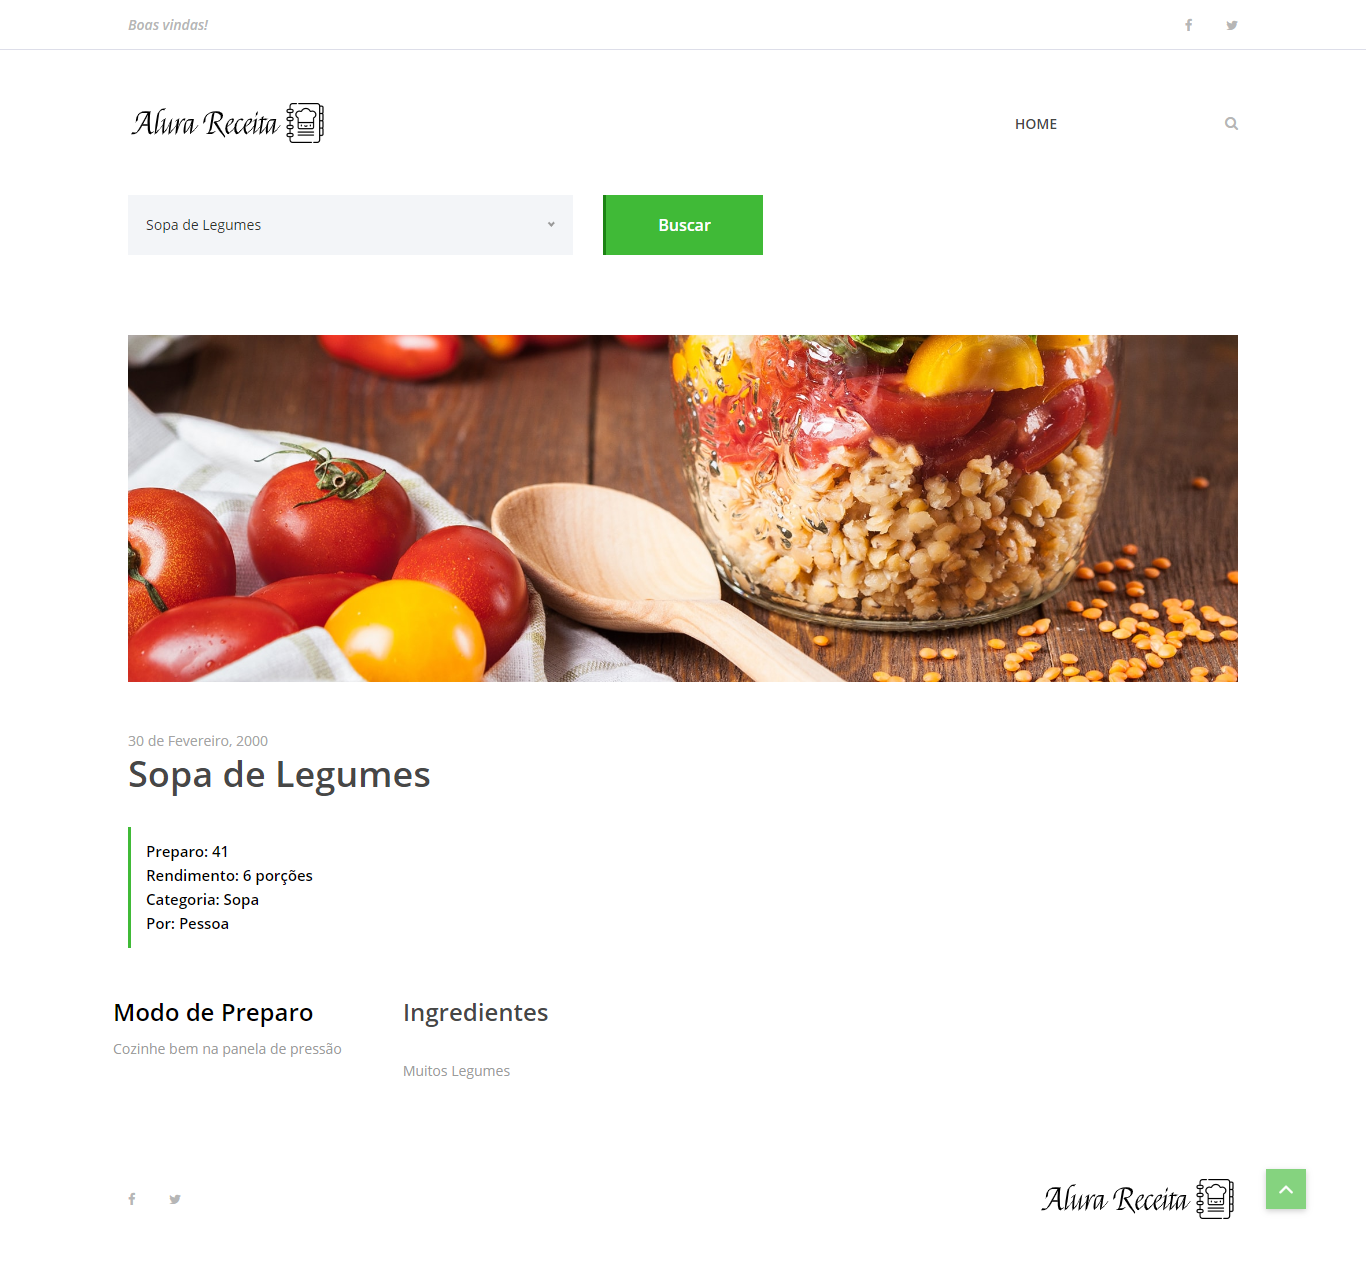 Boas vindas!
Alura Receita
HOME
Sopa de Legumes
Buscar
30 de Fevereiro, 2000
Sopa de Legumes
Preparo: 41
Rendimento: 6 porções
Categoria: Sopa
Por: Pessoa
Modo de Preparo
Cozinhe bem na panela de pressão
Ingredientes
Muitos Legumes
Alura Receita